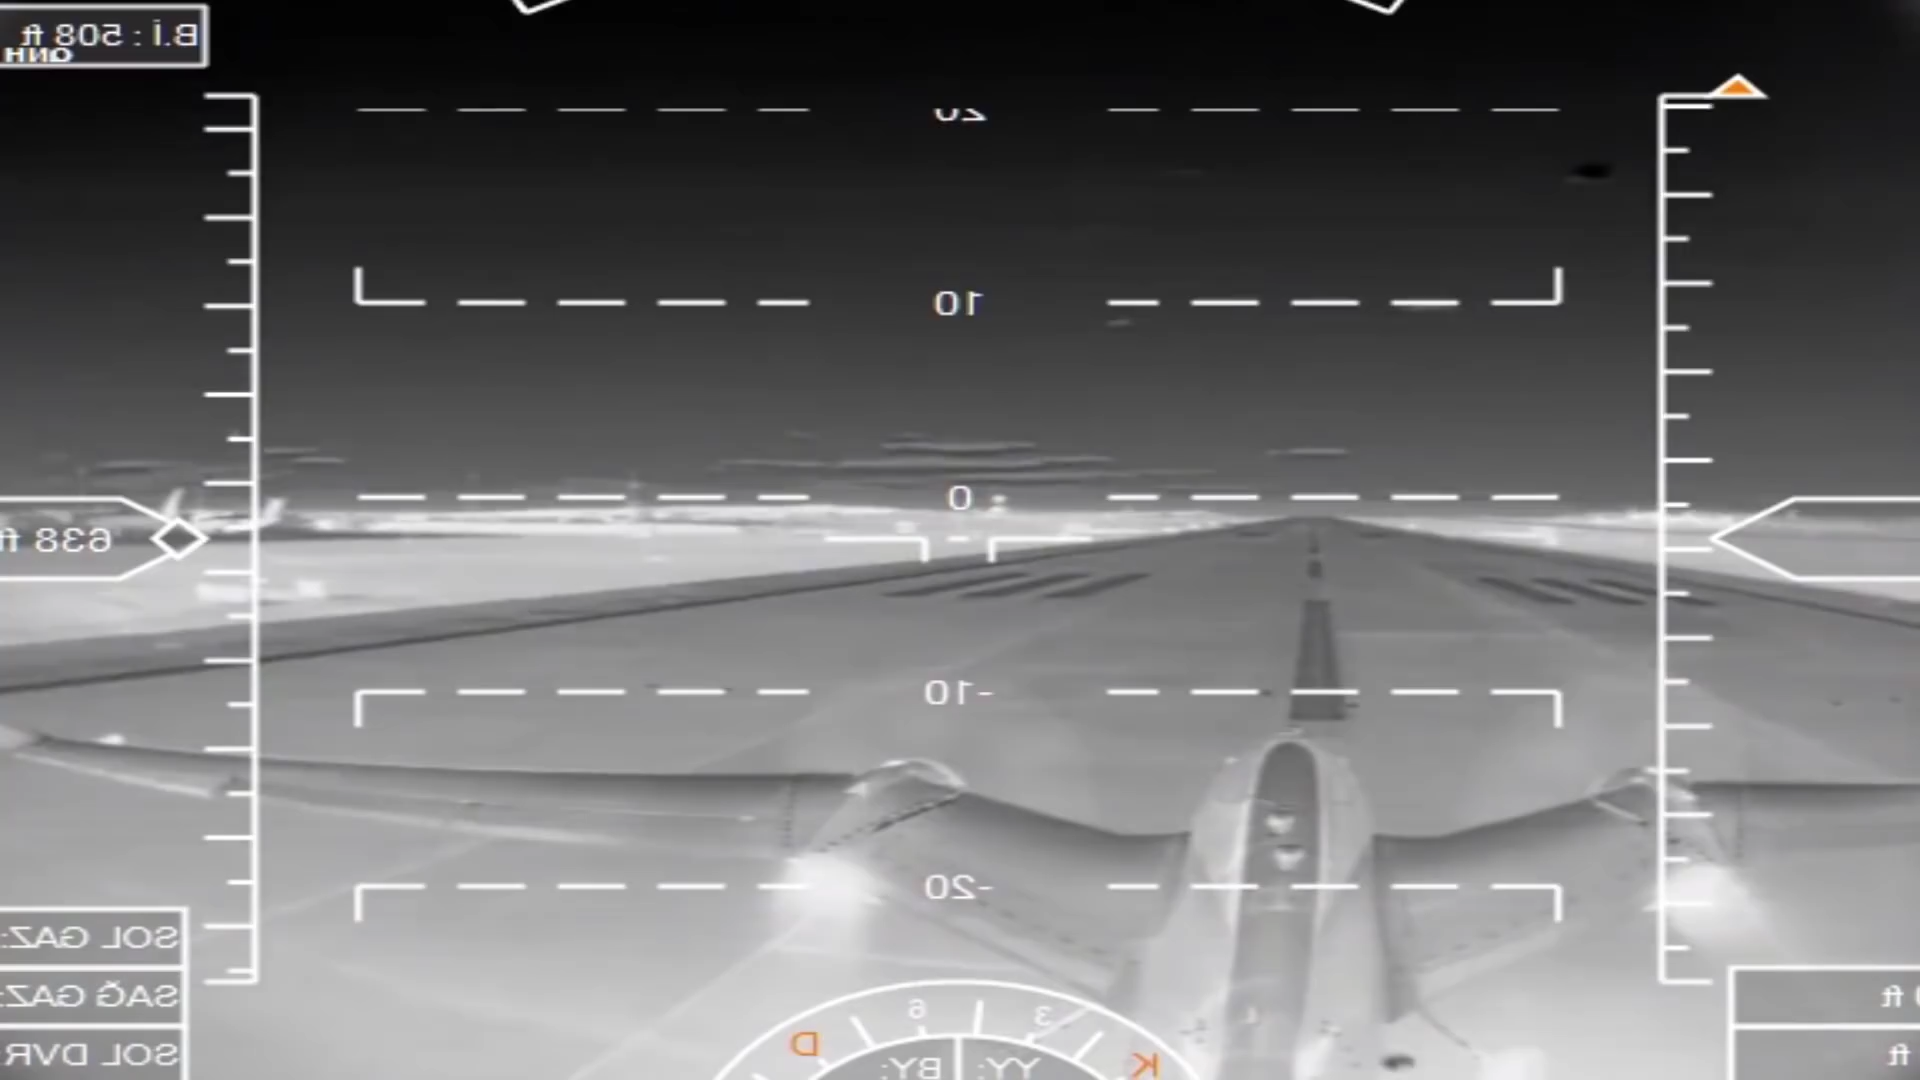 B.İ : 508 ft
QNH
20
10
0
638 ft
-10
-20
SOL GAZ:
SAĞ GAZ:
SOL DVR:
6
3
D
K
BY:
YY:
ft
ft